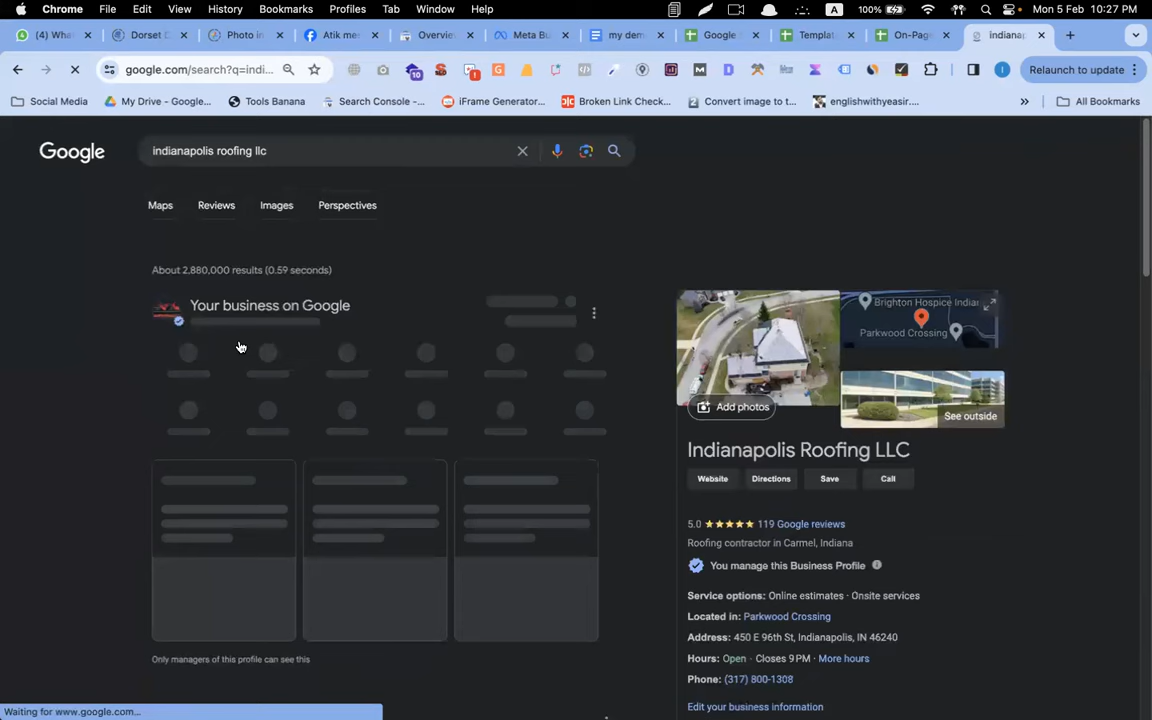 Chrome File Edit View History Bookmarks Profiles Tab Window Help A 100% Mon 5 Feb 10:27 PM
(4) Wha Dorset D Photo in Atik me Overview Meta Bu my dem Google Templat On-Page indianap
google.com/search?q=indi... 10 Relaunch to update
Social Media My Drive - Google... Tools Banana Search Console -... iFrame Generator... Broken Link Check... Convert image to t... englishwithyeasir.... » All Bookmarks
Google indianapolis roofing llc
Maps Reviews Images Perspectives
About 2,880,000 results (0.59 seconds)
Your business on Google
Only managers of this profile can see this
Brighton Hospice Indiar
Parkwood Crossing
Add photos
See outside
Indianapolis Roofing LLC
Website Directions Save Call
5.0 ★★★★★ 119 Google reviews
Roofing contractor in Carmel, Indiana
You manage this Business Profile
Service options: Online estimates · Onsite services
Located in: Parkwood Crossing
Address: 450 E 96th St, Indianapolis, IN 46240
Hours: Open · Closes 9 PM · More hours
Phone: (317) 800-1308
Edit your business information
Waiting for www.google.com...